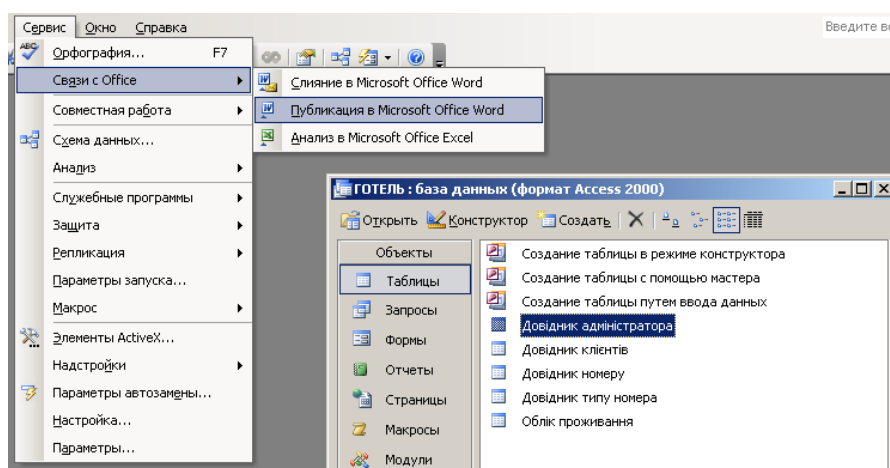 Сервис Окно Справка
Введите во
ABC Орфография... F7
Связи с Office
Слияние в Microsoft Office Word
Совместная работа
Публикация в Microsoft Office Word
Схема данных...
Анализ в Microsoft Office Excel
Анализ
Служебные программы
Защита
Репликация
Параметры запуска...
Макрос
Элементы ActiveX...
Надстройки
Параметры автозамены...
Настройка...
Параметры...
ГОТЕЛЬ : база данных (формат Access 2000)
Открыть Конструктор Создать
Объекты
Таблицы
Запросы
Формы
Отчеты
Страницы
Макросы
Модули
Создание таблицы в режиме конструктора
Создание таблицы с помощью мастера
Создание таблицы путем ввода данных
Довідник адміністратора
Довідник клієнтів
Довідник номеру
Довідник типу номера
Облік проживання